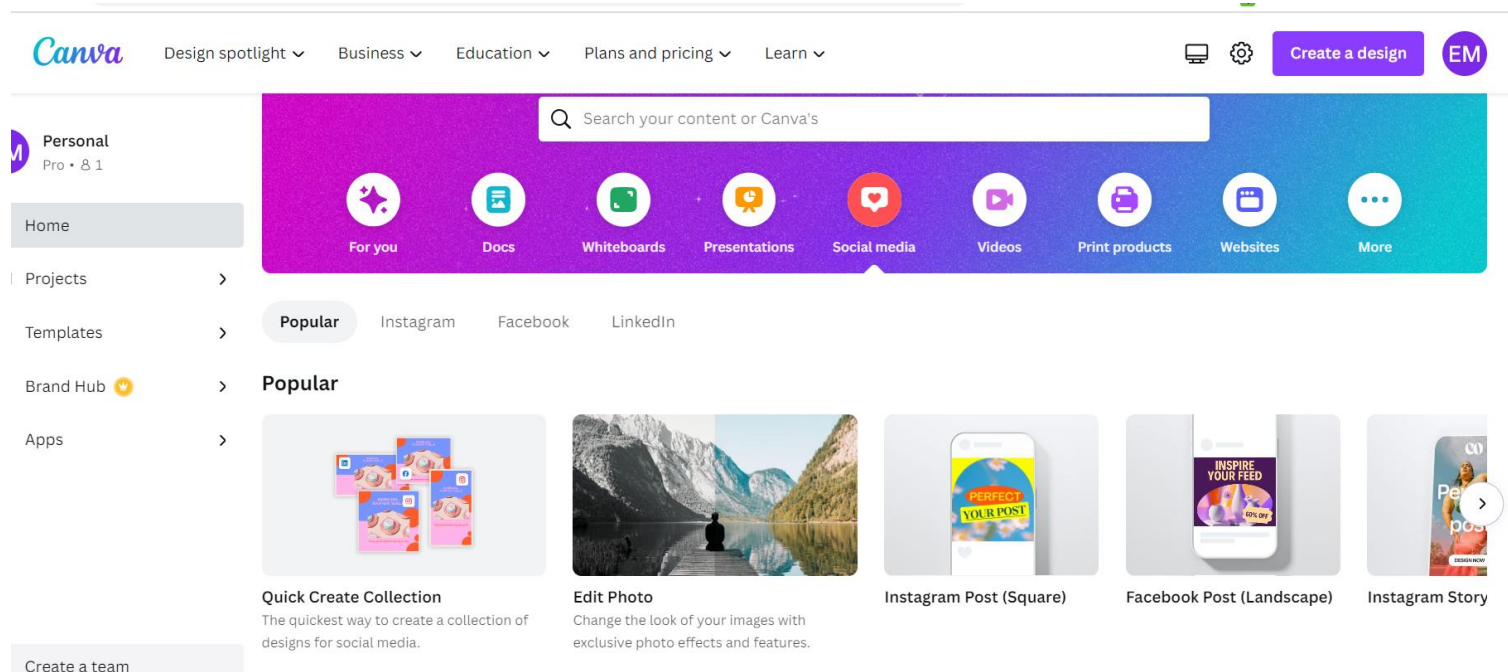 Canva
Design spotlight
Business
Education
Plans and pricing
Learn
Create a design
EM
Personal
Pro • 1
Search your content or Canva's
For you
Docs
Whiteboards
Presentations
Social media
Videos
Print products
Websites
More
Home
Projects
Templates
Brand Hub
Apps
Create a team
Popular
Instagram
Facebook
LinkedIn
Popular
PERFECT
YOUR POST
INSPIRE
YOUR FEED
60% OFF
DESIGN NOW
Quick Create Collection
The quickest way to create a collection of
designs for social media.
Edit Photo
Change the look of your images with
exclusive photo effects and features.
Instagram Post (Square)
Facebook Post (Landscape)
Instagram Story